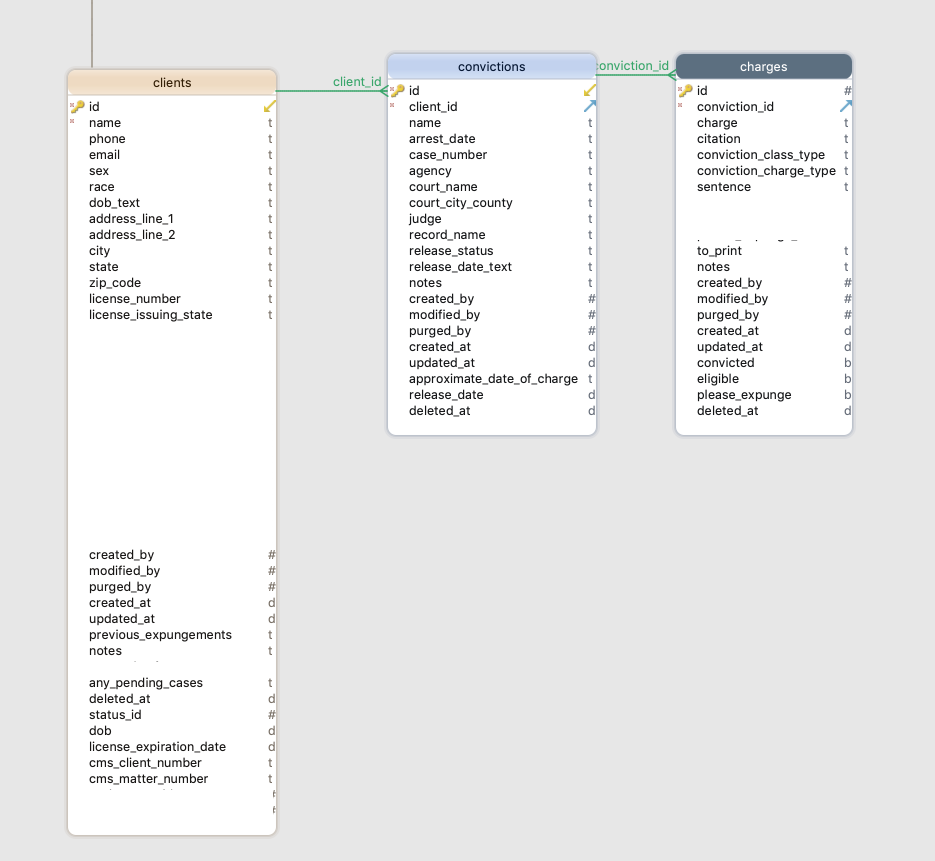 clients
id
name t
phone t
email t
sex t
race t
dob_text t
address_line_1 t
address_line_2 t
city t
state t
zip_code t
license_number t
license_issuing_state t
created_by #
modified_by #
purged_by #
created_at d
updated_at d
previous_expungements t
notes t
any_pending_cases t
deleted_at d
status_id #
dob d
license_expiration_date d
cms_client_number t
cms_matter_number t
t
t
client_id
convictions
id
client_id
name t
arrest_date t
case_number t
agency t
court_name t
court_city_county t
judge t
record_name t
release_status t
release_date_text t
notes t
created_by #
modified_by #
purged_by #
created_at d
updated_at d
approximate_date_of_charge t
release_date d
deleted_at d
conviction_id
charges
id #
conviction_id
charge t
citation t
conviction_class_type t
conviction_charge_type t
sentence t
to_print t
notes t
created_by #
modified_by #
purged_by #
created_at d
updated_at d
convicted b
eligible b
please_expunge b
deleted_at d